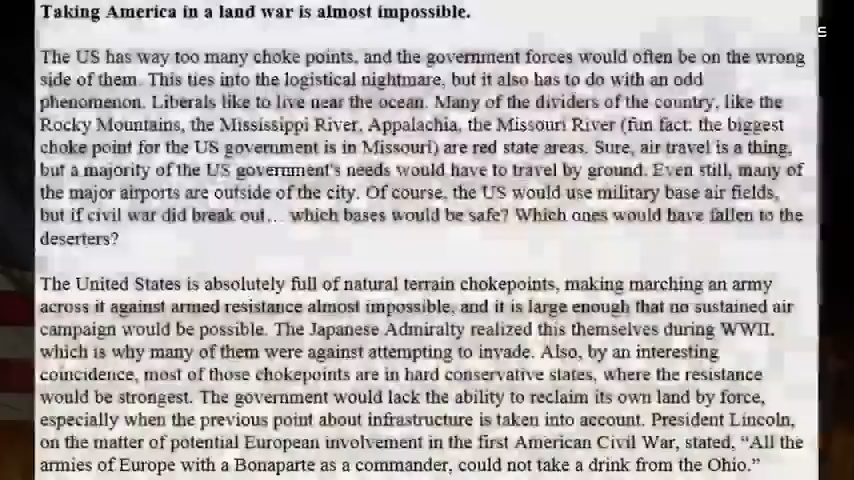 Taking America in a land war is almost impossible.
The US has way too many choke points, and the government forces would often be on the wrong
side of them. This ties into the logistical nightmare, but it also has to do with an odd
phenomenon. Liberals like to live near the ocean. Many of the dividers of the country, like the
Rocky Mountains, the Mississippi River, Appalachia, the Missouri River (fun fact: the biggest
choke point for the US government is in Missouri) are red state areas. Sure, air travel is a thing,
but a majority of the US government's needs would have to travel by ground. Even still, many of
the major airports are outside of the city. Of course, the US would use military base air fields,
but if civil war did break out… which bases would be safe? Which ones would have fallen to the
deserters?
The United States is absolutely full of natural terrain chokepoints, making marching an army
across it against armed resistance almost impossible, and it is large enough that no sustained air
campaign would be possible. The Japanese Admiralty realized this themselves during WWII,
which is why many of them were against attempting to invade. Also, by an interesting
coincidence, most of those chokepoints are in hard conservative states, where the resistance
would be strongest. The government would lack the ability to reclaim its own land by force,
especially when the previous point about infrastructure is taken into account. President Lincoln,
on the matter of potential European involvement in the first American Civil War, stated, “All the
armies of Europe with a Bonaparte as a commander, could not take a drink from the Ohio.”